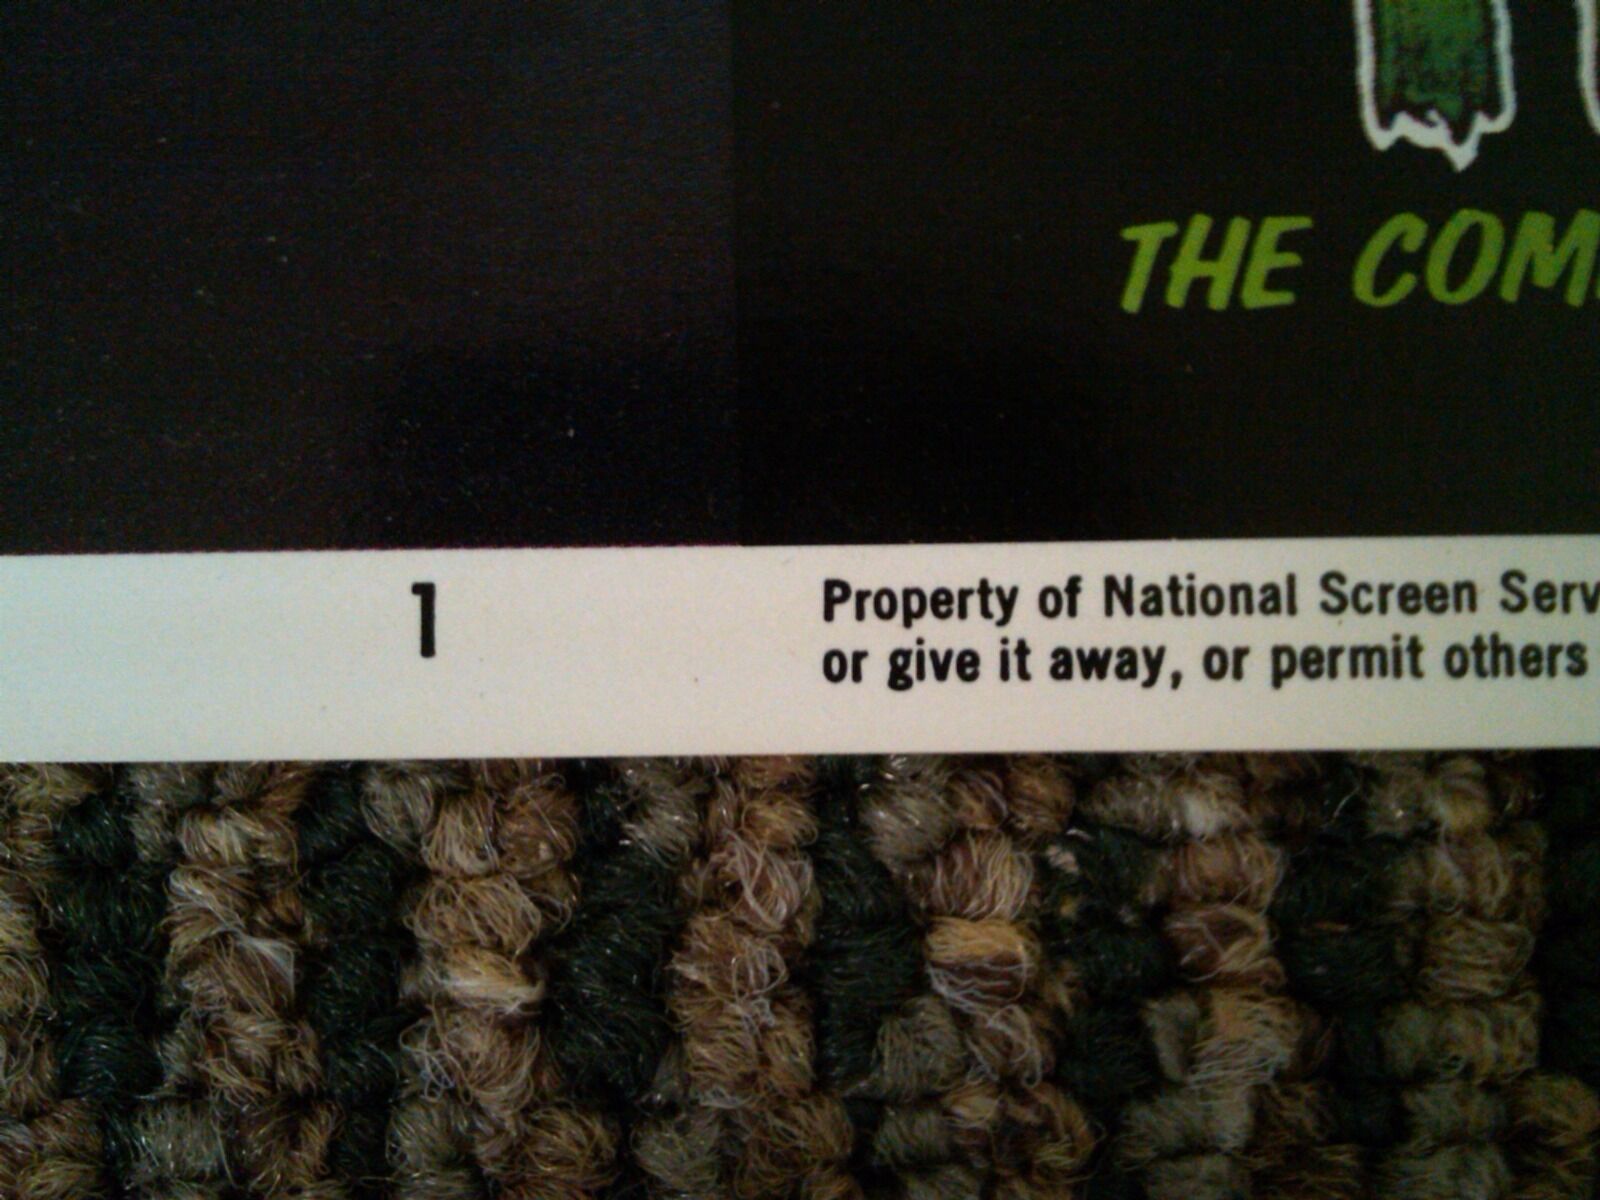 THE COM
1
Property of National Screen Serv
or give it away, or permit others